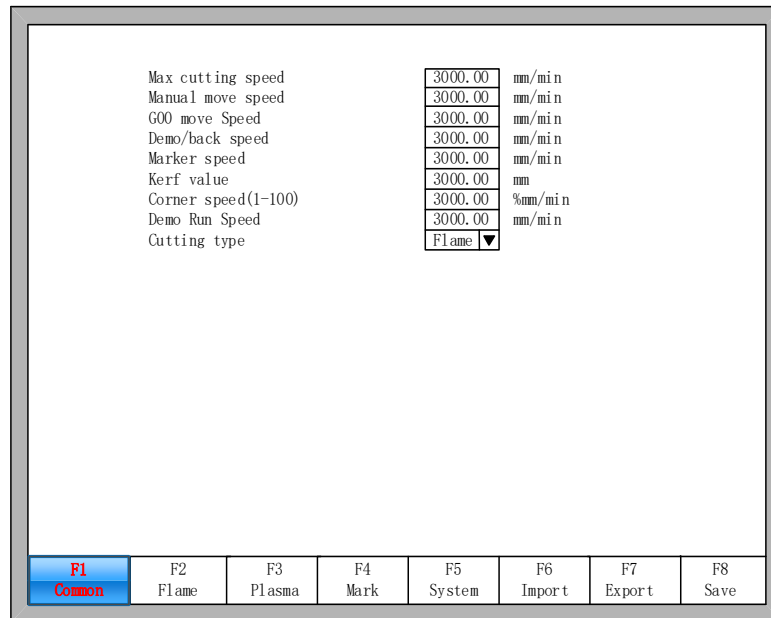 Max cutting speed 3000.00 mm/min
Manual move speed 3000.00 mm/min
G00 move Speed 3000.00 mm/min
Demo/back speed 3000.00 mm/min
Marker speed 3000.00 mm/min
Kerf value 3000.00 mm
Corner speed(1-100) 3000.00 %mm/min
Demo Run Speed 3000.00 mm/min
Cutting type Flame ▼
F1 F2 F3 F4 F5 F6 F7 F8
Common Flame Plasma Mark System Import Export Save